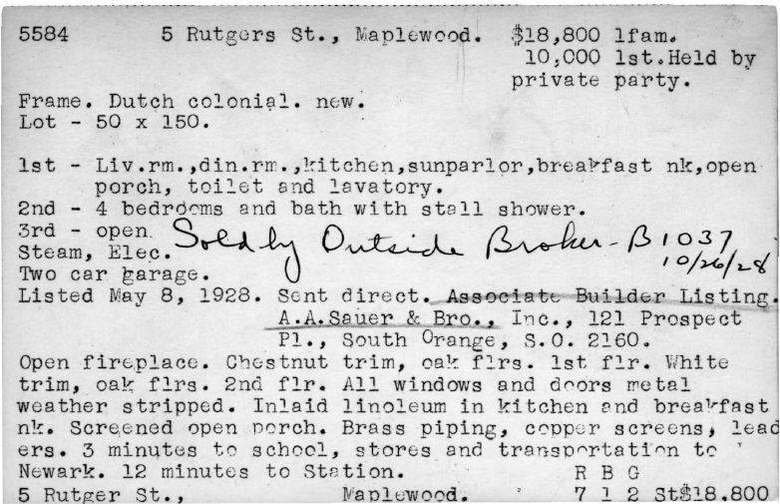 5584 5 Rutgers St., Maplewood. $18,800 1fam.
10,000 1st.Held by
private party.
Frame. Dutch colonial. new.
Lot - 50 x 150.
1st - Liv.rm.,din.rm.,kitchen,sunparlor,breakfast nk,open
porch, toilet and lavatory.
2nd - 4 bedrooms and bath with stall shower.
3rd - open.
Steam, Elec. Sold by Outside Broker - B1037
10/26/28
Two car garage.
Listed May 8, 1928. Sent direct. Associate Builder Listing.
A.A.Sauer & Bro., Inc., 121 Prospect
Pl., South Orange, S.O. 2160.
Open fireplace. Chestnut trim, oak flrs. 1st flr. White
trim, oak flrs. 2nd flr. All windows and doors metal
weather stripped. Inlaid linoleum in kitchen and breakfast
nk. Screened open porch. Brass piping, copper screens, lead
ers. 3 minutes to school, stores and transportation to
Newark. 12 minutes to Station. R B G
5 Rutger St., Maplewood. 7 1 2 St$18,800